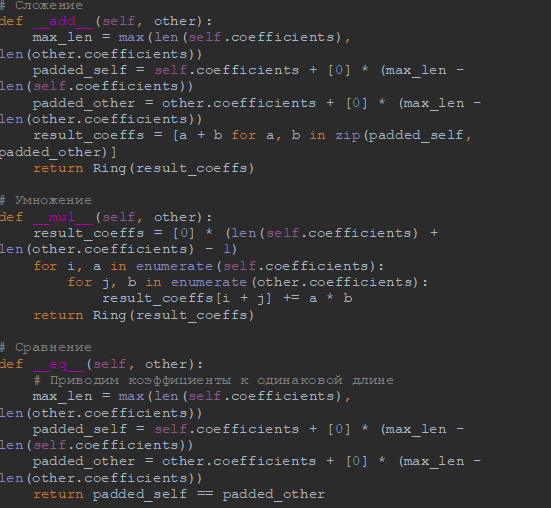 # Сложение
def __add__(self, other):
    max_len = max(len(self.coefficients),
len(other.coefficients))
    padded_self = self.coefficients + [0] * (max_len -
len(self.coefficients))
    padded_other = other.coefficients + [0] * (max_len -
len(other.coefficients))
    result_coeffs = [a + b for a, b in zip(padded_self,
padded_other)]
    return Ring(result_coeffs)

# Умножение
def __mul__(self, other):
    result_coeffs = [0] * (len(self.coefficients) +
len(other.coefficients) - 1)
    for i, a in enumerate(self.coefficients):
        for j, b in enumerate(other.coefficients):
            result_coeffs[i + j] += a * b
    return Ring(result_coeffs)

# Сравнение
def __eq__(self, other):
    # Приводим коэффициенты к одинаковой длине
    max_len = max(len(self.coefficients),
len(other.coefficients))
    padded_self = self.coefficients + [0] * (max_len -
len(self.coefficients))
    padded_other = other.coefficients + [0] * (max_len -
len(other.coefficients))
    return padded_self == padded_other